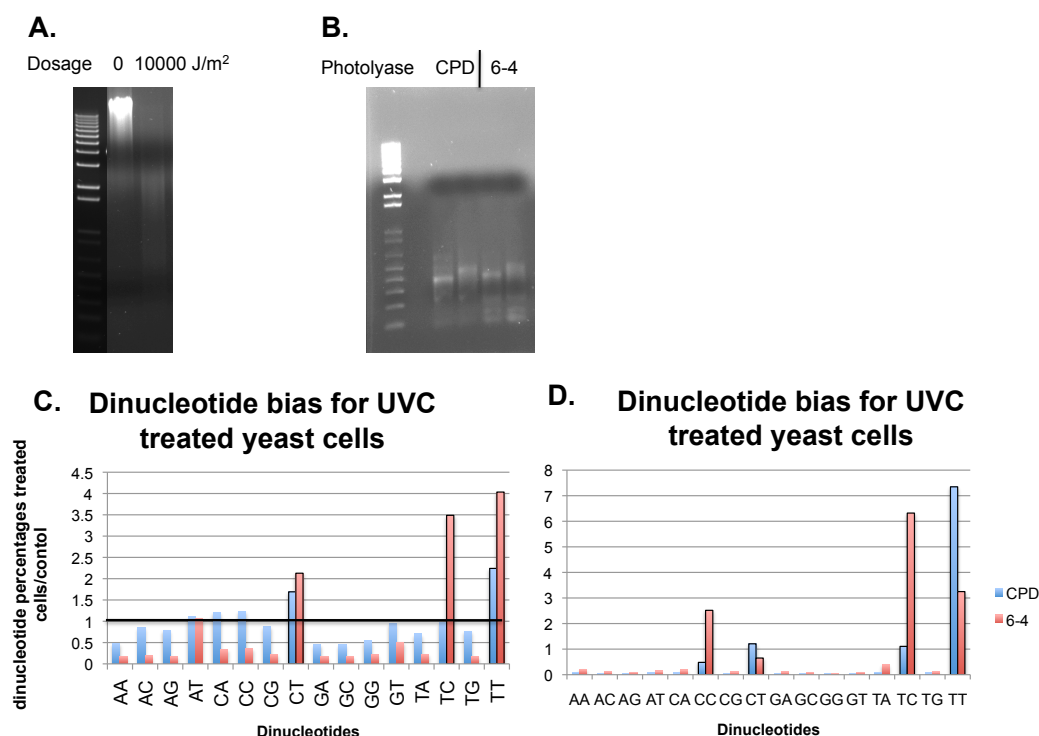 A.
Dosage 0 10000 J/m²
B.
Photolyase CPD 6-4
C. Dinucleotide bias for UVC
treated yeast cells
dinucleotide percentages treated
cells/contol
4.5
4
3.5
3
2.5
2
1.5
1
0.5
0
AA AC AG AT CA CC CG CT GA GC GG GT TA TC TG TT
Dinucleotides
D. Dinucleotide bias for UVC
treated yeast cells
8
7
6
5
4
3
2
1
0
AA AC AG AT CA CC CG CT GA GC GG GT TA TC TG TT
Dinucleotides
CPD
6-4